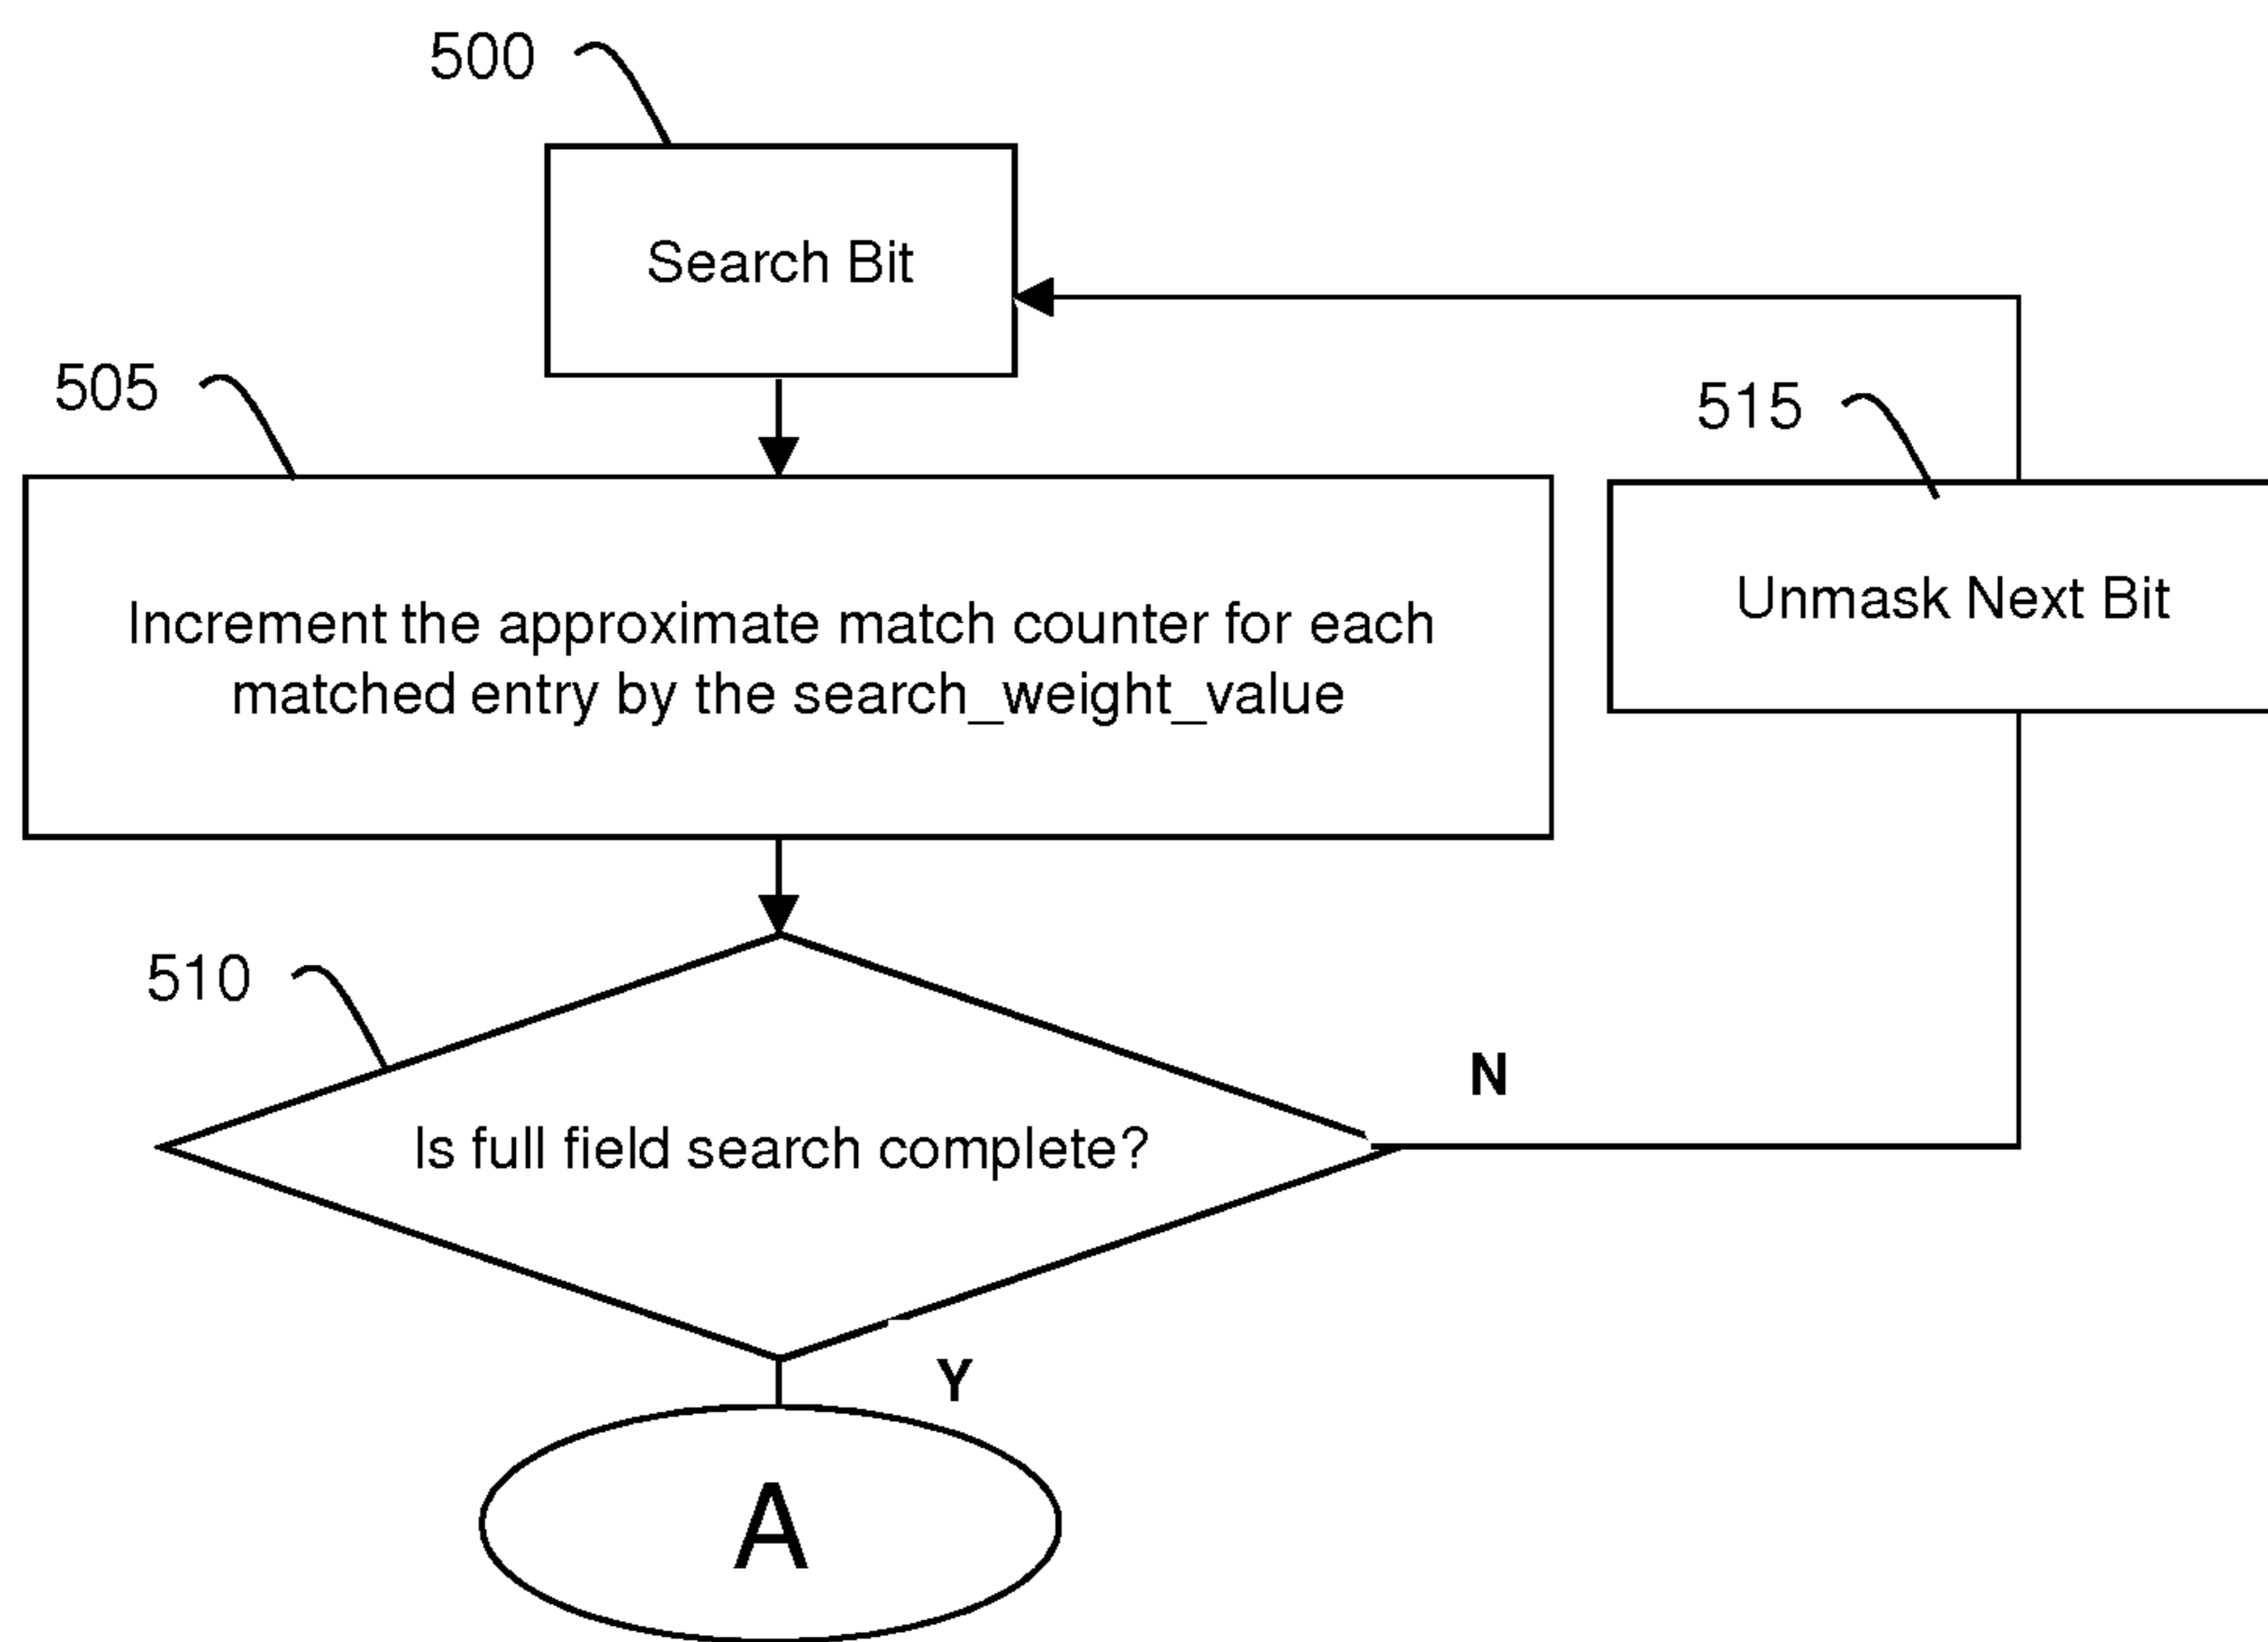 500
Search Bit
505
515
Increment the approximate match counter for each
matched entry by the search_weight_value
Unmask Next Bit
510
N
Is full field search complete?
Y
A